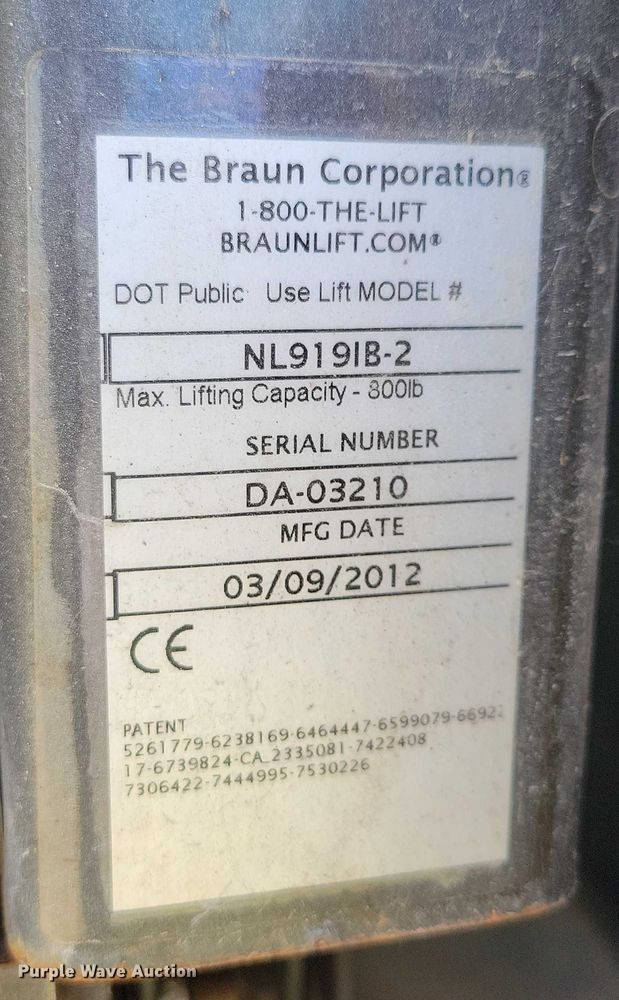 The Braun Corporation®
1-800-THE-LIFT
BRAUNLIFT.COM®
DOT Public Use Lift MODEL #
NL919IB-2
Max. Lifting Capacity - 800lb
SERIAL NUMBER
DA-03210
MFG DATE
03/09/2012
CE
PATENT
5261779-6238169-6464447-6599079-66922
17-6739824-CA_2335081-7422408
7306422-7444995-7530226
Purple Wave Auction